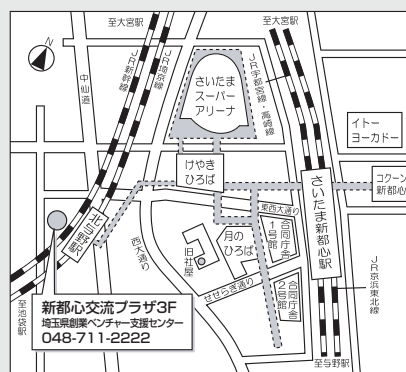 至大宮駅
至大宮駅
N
JR新幹線
JR埼京線
中山道
さいたま
スーパー
アリーナ
JR宇都宮線・高崎線
イトー
ヨーカドー
けやき
ひろば
コクーン
新都心
さいたま新都心駅
北与野駅
東西大通り
西大通り
旧社屋
月の
ひろば
合同庁舎
1号館
せせらぎ通り
合同庁舎
2号館
JR京浜東北線
至池袋駅
新都心交流プラザ3F
埼玉県創業ベンチャー支援センター
048-711-2222
至与野駅